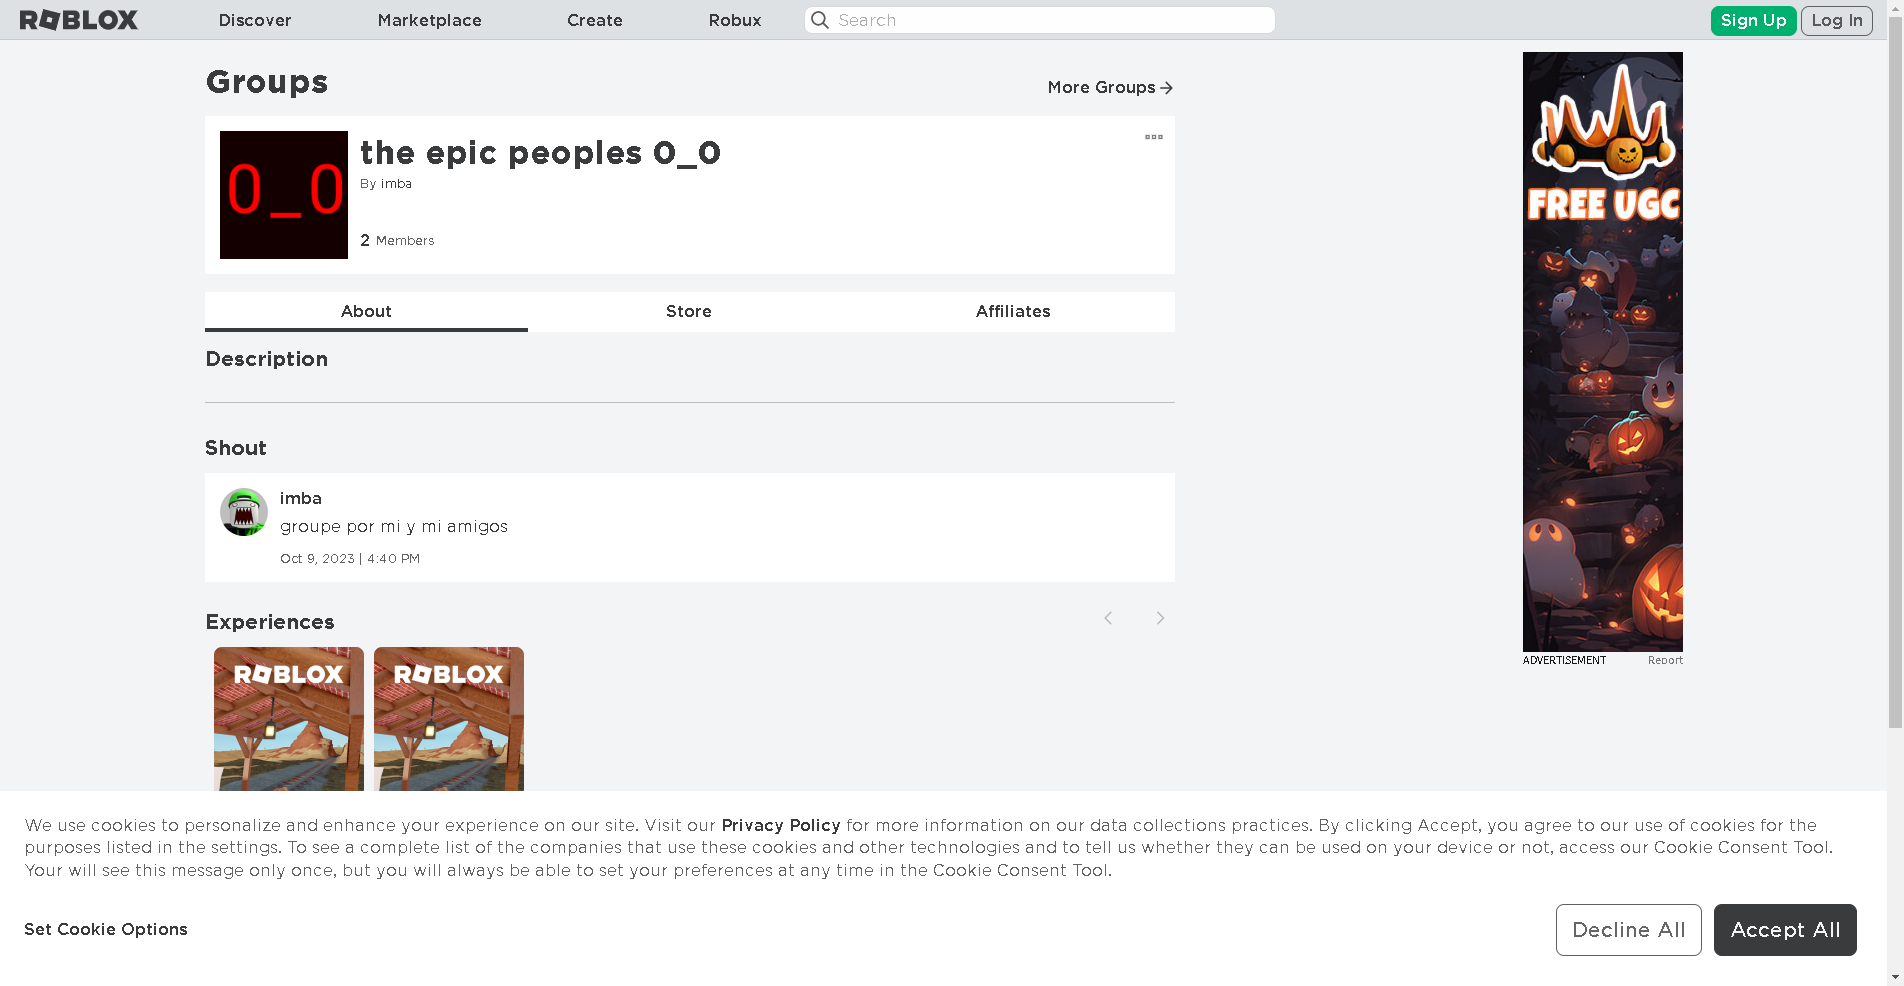 ROBLOX
Discover
Marketplace
Create
Robux
Search
Sign Up
Log In
Groups
More Groups
0_0
the epic peoples 0_0
By imba
2 Members
About
Store
Affiliates
Description
Shout
imba
groupe por mi y mi amigos
Oct 9, 2023 | 4:40 PM
Experiences
ROBLOX
ROBLOX
FREE UGC
ADVERTISEMENT
Report
We use cookies to personalize and enhance your experience on our site. Visit our Privacy Policy for more information on our data collections practices. By clicking Accept, you agree to our use of cookies for the
purposes listed in the settings. To see a complete list of the companies that use these cookies and other technologies and to tell us whether they can be used on your device or not, access our Cookie Consent Tool.
Your will see this message only once, but you will always be able to set your preferences at any time in the Cookie Consent Tool.
Set Cookie Options
Decline All
Accept All